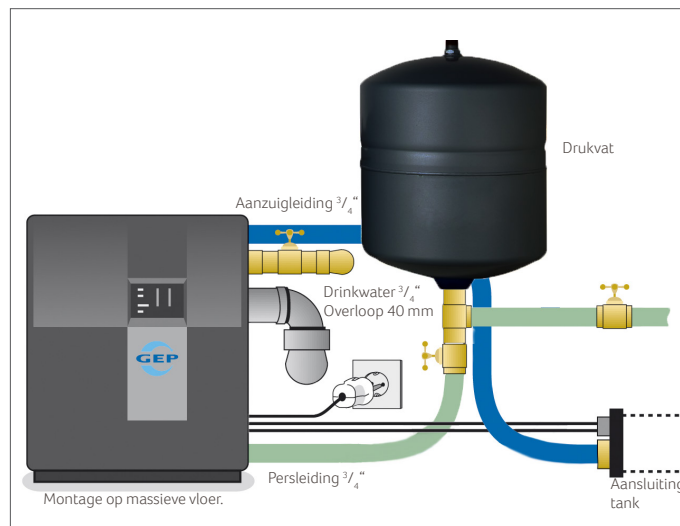 Drukvat
Aanzuigleiding 3/4"
Drinkwater 3/4"
Overloop 40 mm
GEP
Persleiding 3/4"
Montage op massieve vloer.
Aansluiting
tank